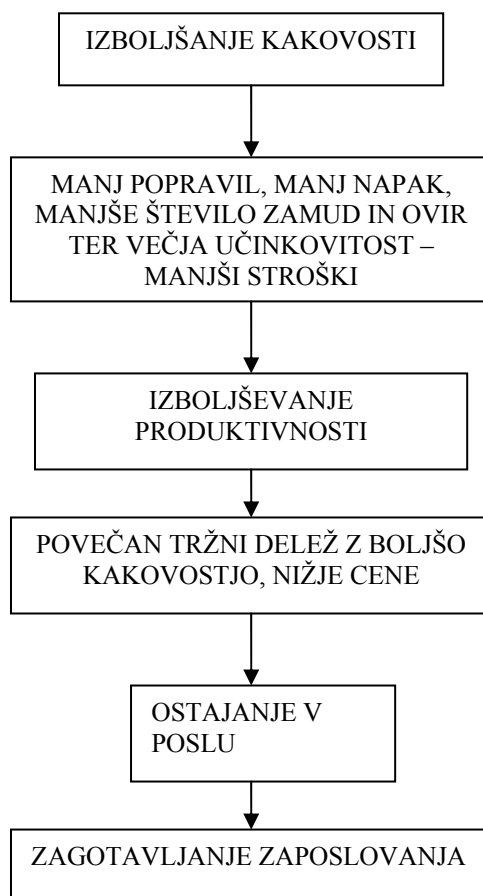 IZBOLJŠANJE KAKOVOSTI
MANJ POPRAVIL, MANJ NAPAK,
MANJŠE ŠTEVILO ZAMUD IN OVIR
TER VEČJA UČINKOVITOST –
MANJŠI STROŠKI
IZBOLJŠEVANJE
PRODUKTIVNOSTI
POVEČAN TRŽNI DELEŽ Z BOLJŠO
KAKOVOSTJO, NIŽJE CENE
OSTAJANJE V
POSLU
ZAGOTAVLJANJE ZAPOSLOVANJA